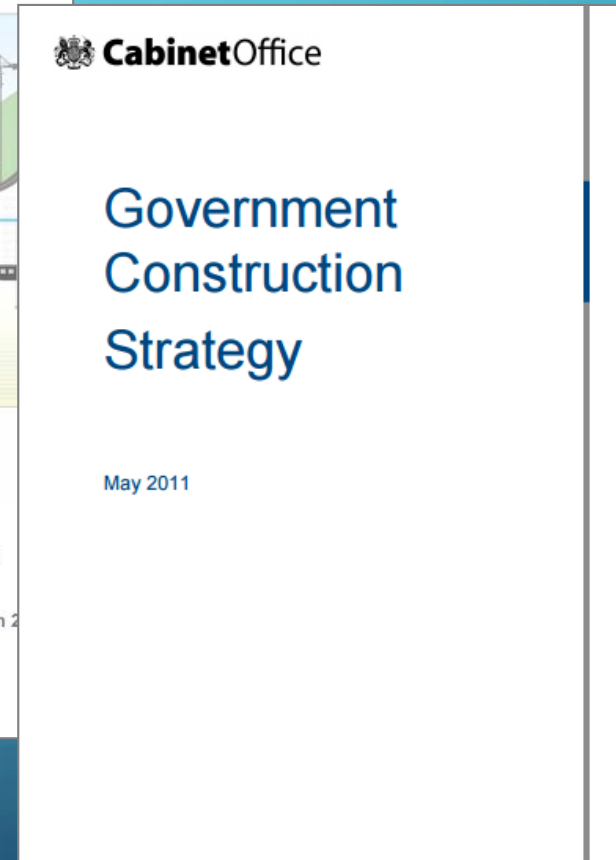 CabinetOffice
Government
Construction
Strategy
May 2011